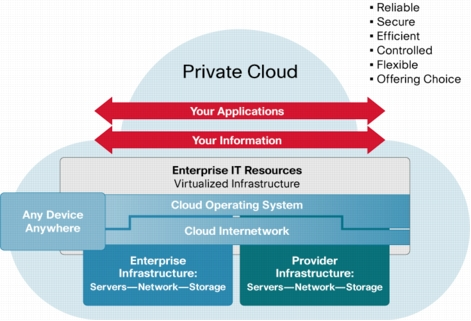 ▪ Reliable
▪ Secure
▪ Efficient
▪ Controlled
▪ Flexible
▪ Offering Choice
Private Cloud
Your Applications
Your Information
Enterprise IT Resources
Virtualized Infrastructure
Cloud Operating System
Any Device
Anywhere
Cloud Internetwork
Enterprise
Infrastructure:
Servers—Network—Storage
Provider
Infrastructure:
Servers—Network—Storage